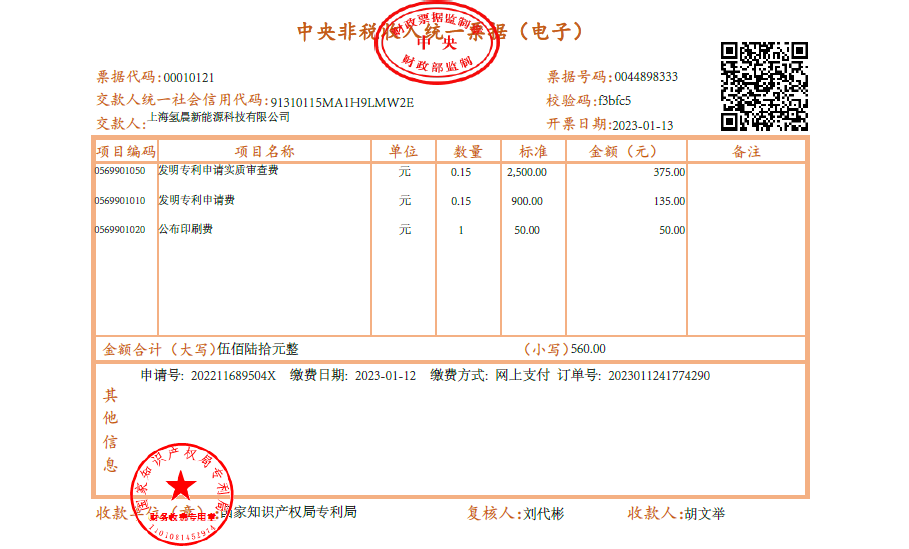 中央非税收入统一票据（电子）
财政票据监制章
中央
财政部监制
票据代码:00010121
票据号码:0044898333
交款人统一社会信用代码:91310115MA1H9LMW2E
校验码:f3bfc5
交款人:上海氢晨新能源科技有限公司
开票日期:2023-01-13
项目编码 项目名称 单位 数量 标准 金额（元） 备注
0569901050 发明专利申请实质审查费 元 0.15 2,500.00 375.00
0569901010 发明专利申请费 元 0.15 900.00 135.00
0569901020 公布印刷费 元 1 50.00 50.00
金额合计（大写）伍佰陆拾元整 （小写）560.00
申请号: 202211689504X 缴费日期: 2023-01-12 缴费方式: 网上支付 订单号: 2023011241774290
其他信息
国家知识产权局专利局
财务收费专用章
收款单位（章）:国家知识产权局专利局 复核人:刘代彬 收款人:胡文举